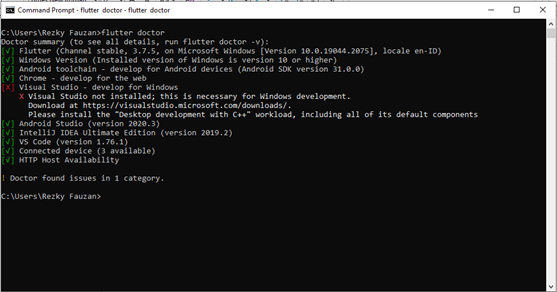 Command Prompt - flutter doctor - flutter doctor
C:\Users\Rezky Fauzan>flutter doctor
Doctor summary (to see all details, run flutter doctor -v):
[√] Flutter (Channel stable, 3.7.5, on Microsoft Windows [Version 10.0.19044.2075], locale en-ID)
[√] Windows Version (Installed version of Windows is version 10 or higher)
[√] Android toolchain - develop for Android devices (Android SDK version 31.0.0)
[√] Chrome - develop for the web
[X] Visual Studio - develop for Windows
X Visual Studio not installed; this is necessary for Windows development.
Download at https://visualstudio.microsoft.com/downloads/.
Please install the "Desktop development with C++" workload, including all of its default components
[√] Android Studio (version 2020.3)
[√] IntelliJ IDEA Ultimate Edition (version 2019.2)
[√] VS Code (version 1.76.1)
[√] Connected device (3 available)
[√] HTTP Host Availability
! Doctor found issues in 1 category.
C:\Users\Rezky Fauzan>